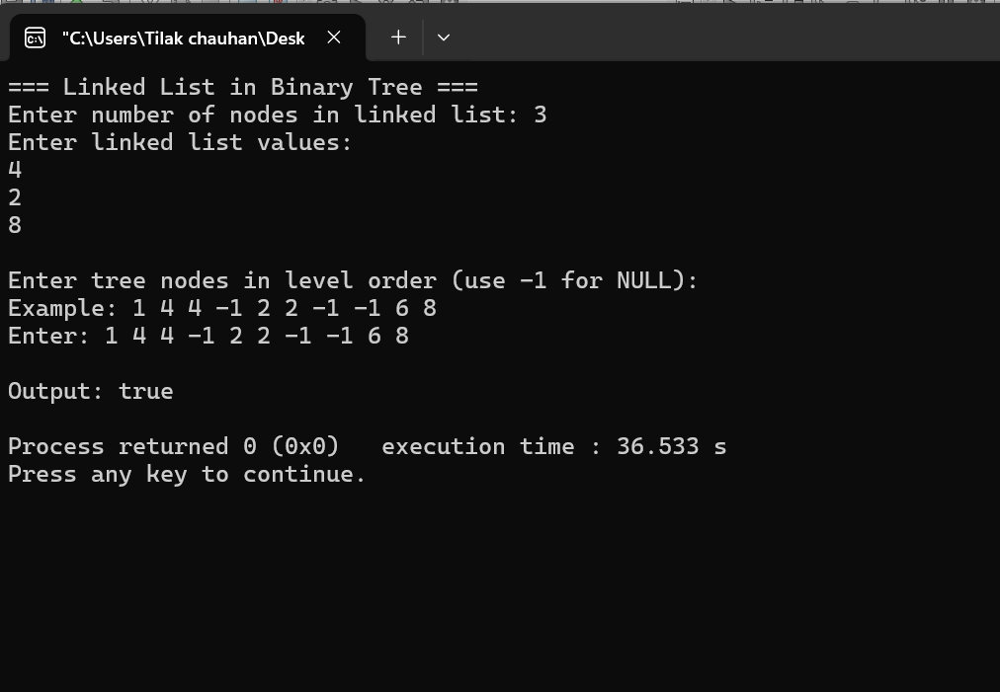 "C:\Users\Tilak chauhan\Desk
=== Linked List in Binary Tree ===
Enter number of nodes in linked list: 3
Enter linked list values:
4
2
8
Enter tree nodes in level order (use -1 for NULL):
Example: 1 4 4 -1 2 2 -1 -1 6 8
Enter: 1 4 4 -1 2 2 -1 -1 6 8
Output: true
Process returned 0 (0x0)   execution time : 36.533 s
Press any key to continue.